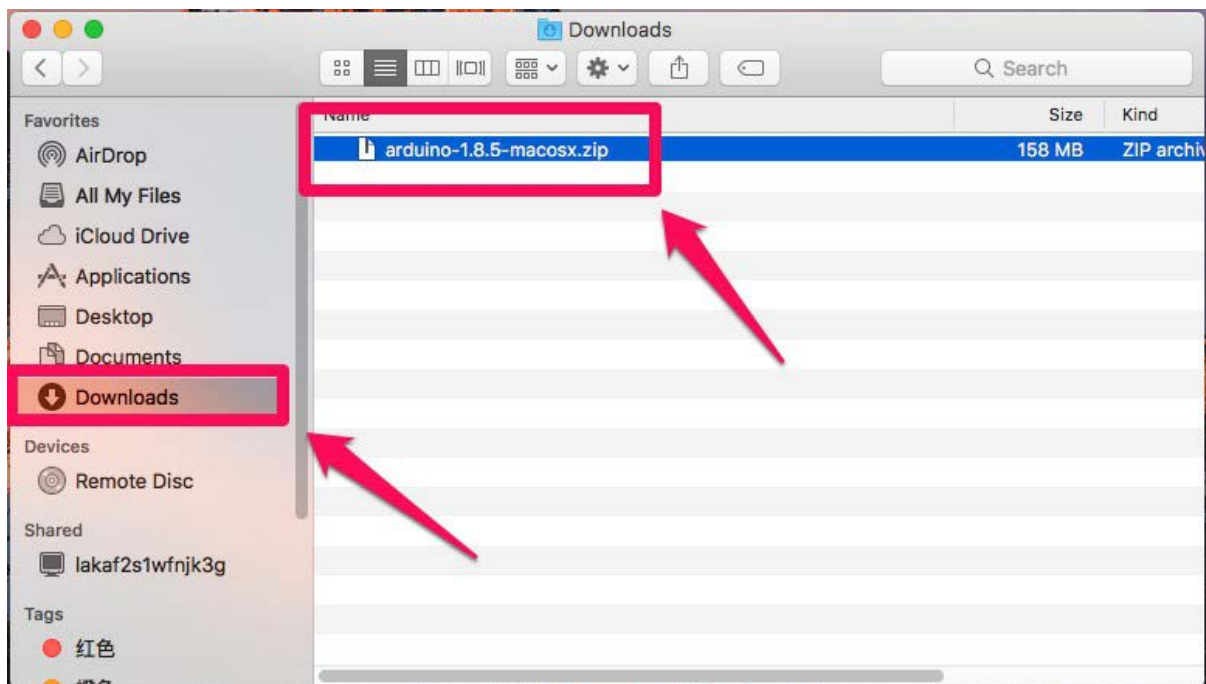 Downloads
Search
Favorites
AirDrop
All My Files
iCloud Drive
Applications
Desktop
Documents
Downloads
Devices
Remote Disc
Shared
lakaf2s1wfnjk3g
Tags
红色
Name Size Kind
arduino-1.8.5-macosx.zip 158 MB ZIP archiv